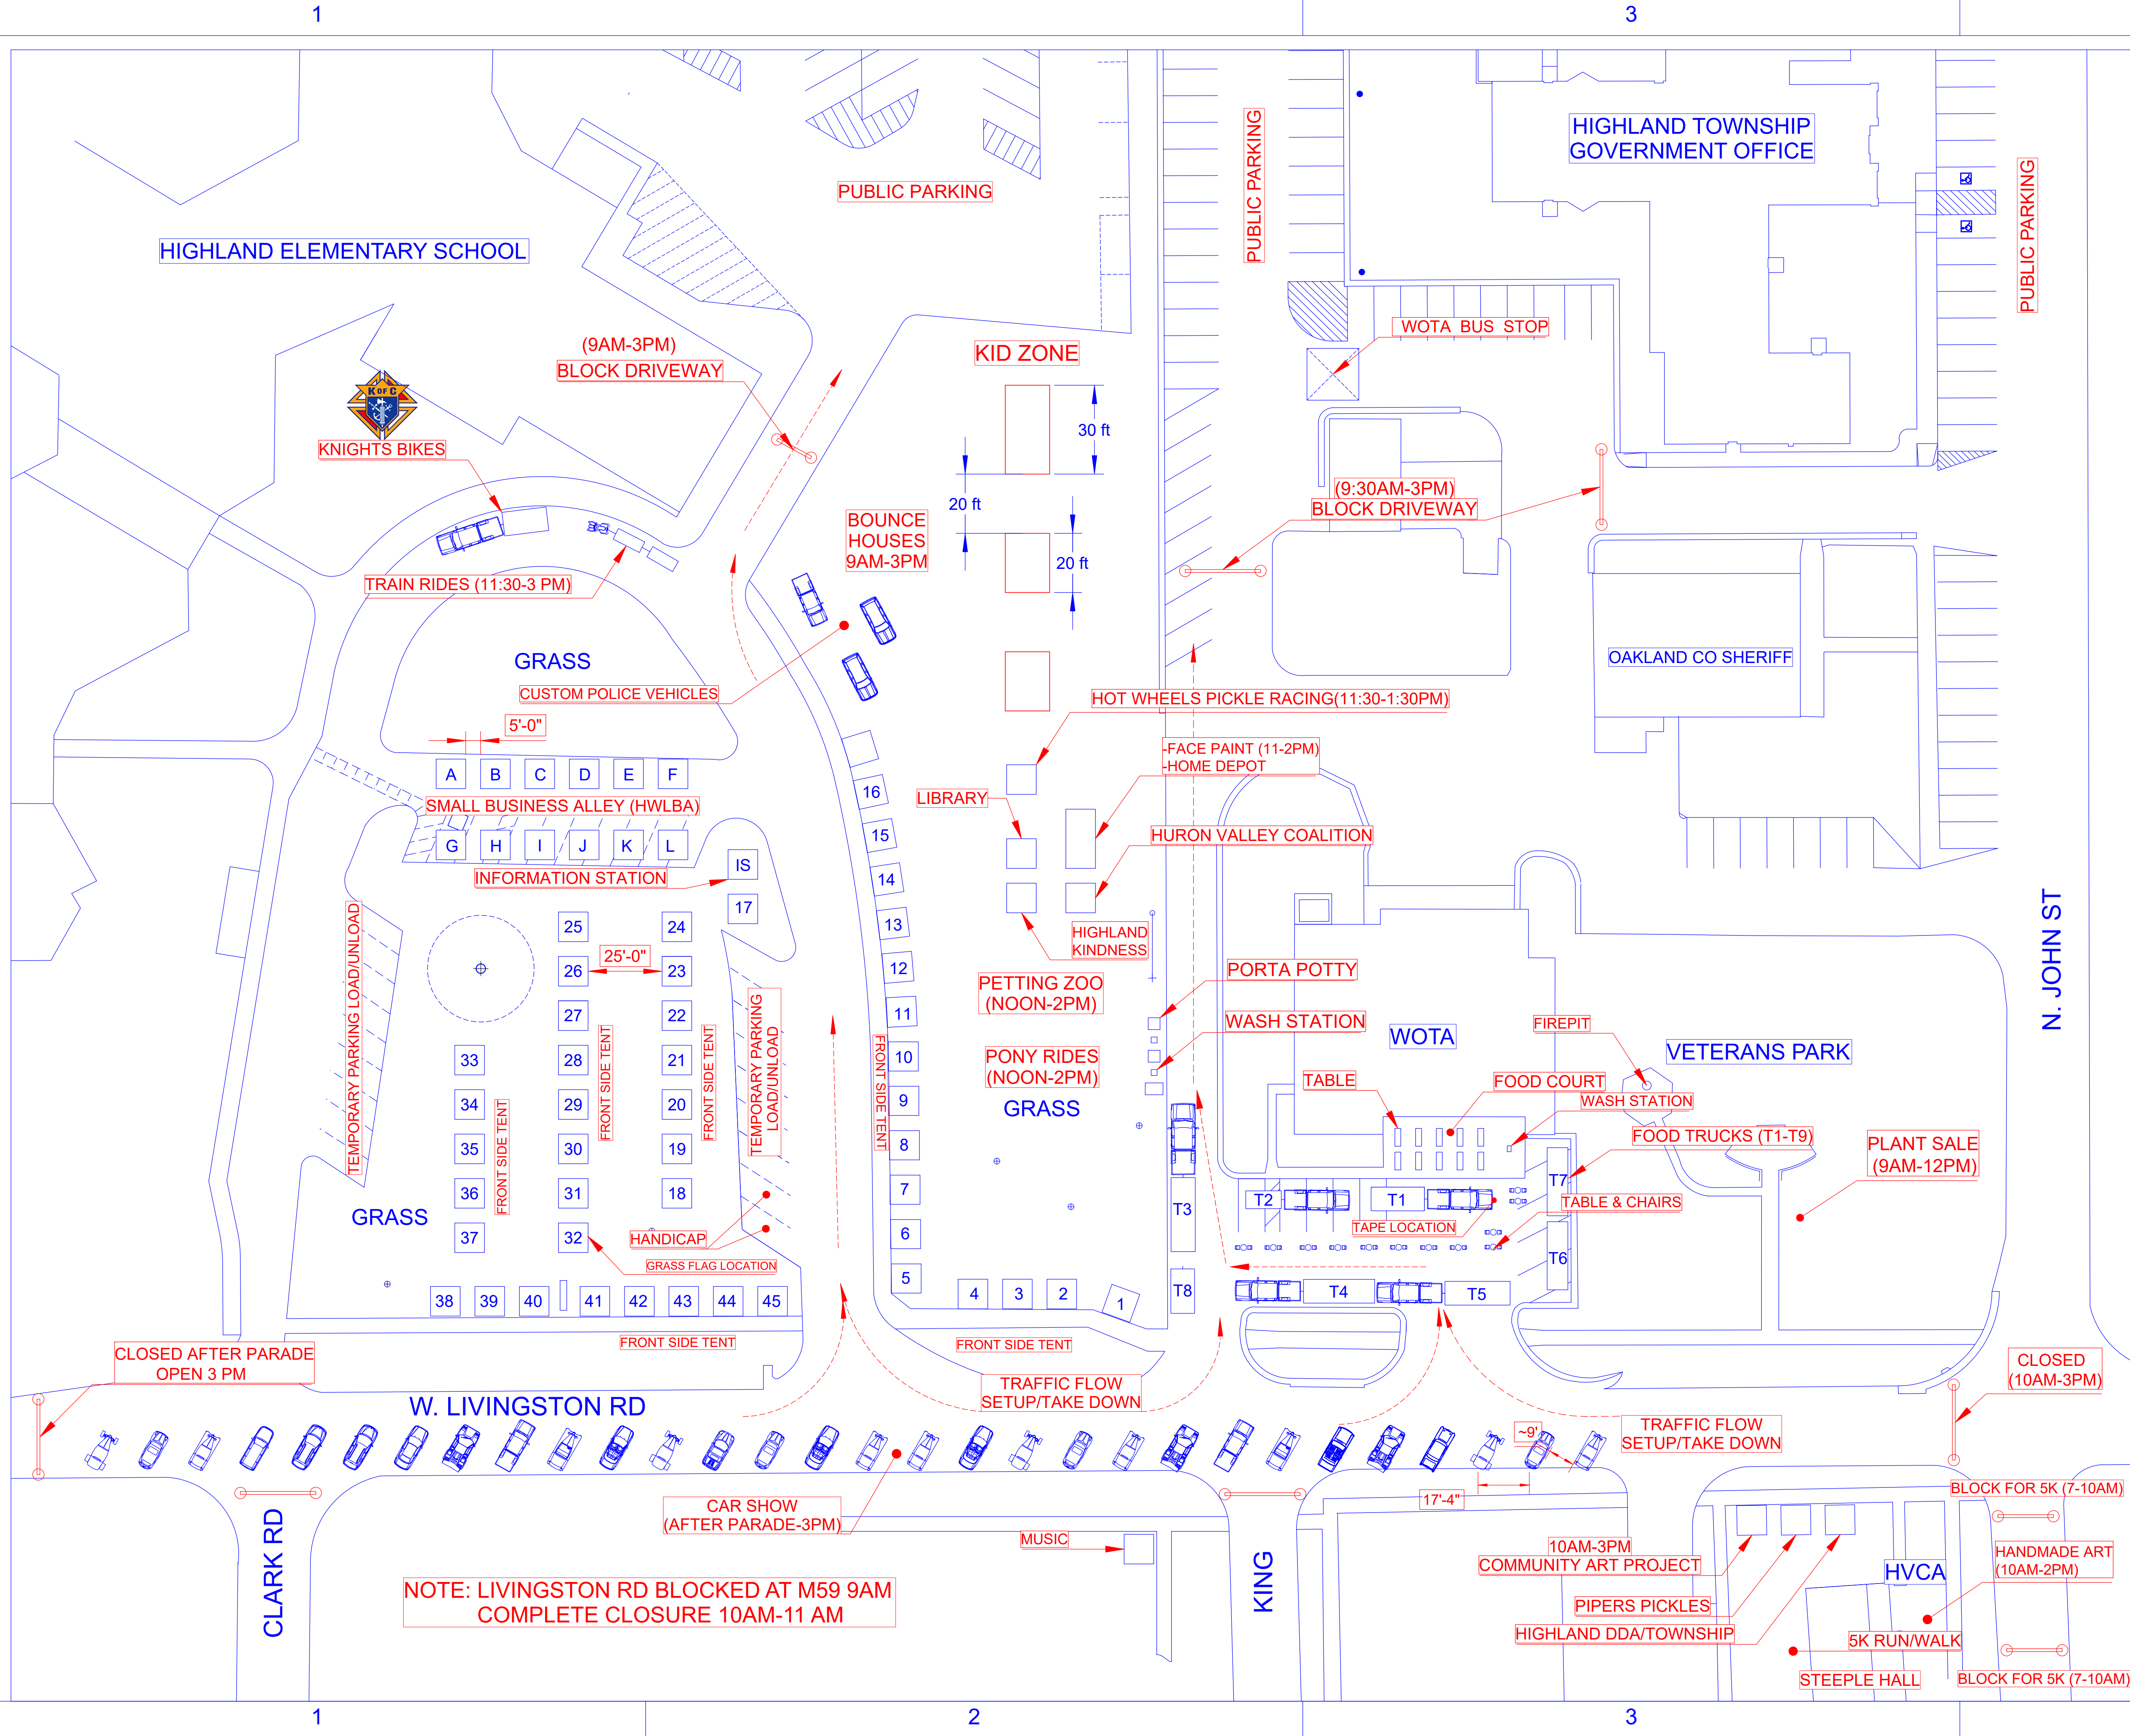 1
3
HIGHLAND TOWNSHIP
GOVERNMENT OFFICE
PUBLIC PARKING
PUBLIC PARKING
PUBLIC PARKING
HIGHLAND ELEMENTARY SCHOOL
WOTA BUS STOP
(9AM-3PM)
BLOCK DRIVEWAY
KID ZONE
K OF C
KNIGHTS BIKES
30 ft
20 ft
20 ft
BOUNCE
HOUSES
9AM-3PM
(9:30AM-3PM)
BLOCK DRIVEWAY
TRAIN RIDES (11:30-3 PM)
GRASS
CUSTOM POLICE VEHICLES
OAKLAND CO SHERIFF
HOT WHEELS PICKLE RACING(11:30-1:30PM)
5'-0"
-FACE PAINT (11-2PM)
-HOME DEPOT
A B C D E F
SMALL BUSINESS ALLEY (HWLBA)
G H I J K L
LIBRARY
HURON VALLEY COALITION
IS
INFORMATION STATION
17
HIGHLAND
KINDNESS
16
15
14
13
12
11
10
9
8
7
6
5
FRONT SIDE TENT
TEMPORARY PARKING LOAD/UNLOAD
25
26
27
28
29
30
31
32
25'-0"
24
23
22
21
20
19
18
33
34
35
36
37
FRONT SIDE TENT
FRONT SIDE TENT
FRONT SIDE TENT
TEMPORARY PARKING
LOAD/UNLOAD
PETTING ZOO
(NOON-2PM)
PORTA POTTY
WASH STATION
PONY RIDES
(NOON-2PM)
GRASS
WOTA
FIREPIT
VETERANS PARK
N. JOHN ST
TABLE
FOOD COURT
WASH STATION
FOOD TRUCKS (T1-T9)
PLANT SALE
(9AM-12PM)
T7
T2
T1
TABLE & CHAIRS
TAPE LOCATION
T3
T6
GRASS
HANDICAP
GRASS FLAG LOCATION
T8
T4
T5
38 39 40 41 42 43 44 45
4 3 2 1
FRONT SIDE TENT
FRONT SIDE TENT
CLOSED AFTER PARADE
OPEN 3 PM
CLOSED
(10AM-3PM)
TRAFFIC FLOW
SETUP/TAKE DOWN
W. LIVINGSTON RD
TRAFFIC FLOW
SETUP/TAKE DOWN
~9'
17'-4"
CAR SHOW
(AFTER PARADE-3PM)
MUSIC
BLOCK FOR 5K (7-10AM)
CLARK RD
KING
10AM-3PM
COMMUNITY ART PROJECT
HANDMADE ART
(10AM-2PM)
HVCA
NOTE: LIVINGSTON RD BLOCKED AT M59 9AM
COMPLETE CLOSURE 10AM-11 AM
PIPERS PICKLES
HIGHLAND DDA/TOWNSHIP
5K RUN/WALK
STEEPLE HALL
BLOCK FOR 5K (7-10AM)
1
2
3